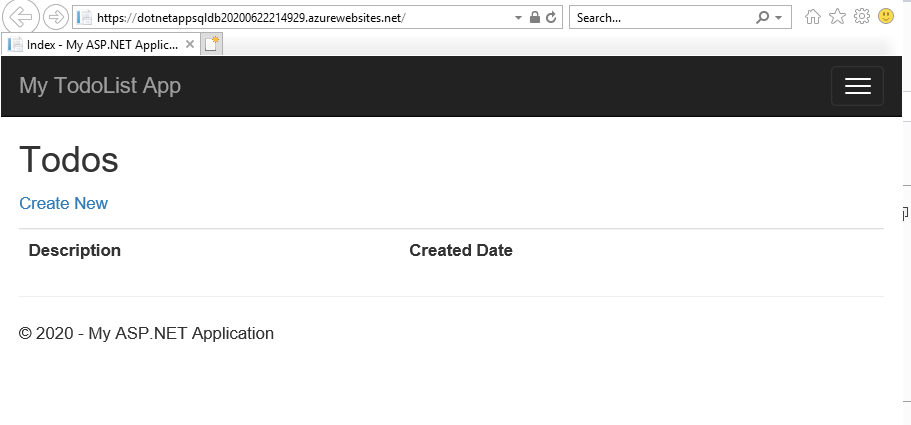 https://dotnetappsqldb20200622214929.azurewebsites.net/
Search...
Index - My ASP.NET Applic...
My TodoList App
Todos
Create New
Description Created Date
© 2020 - My ASP.NET Application